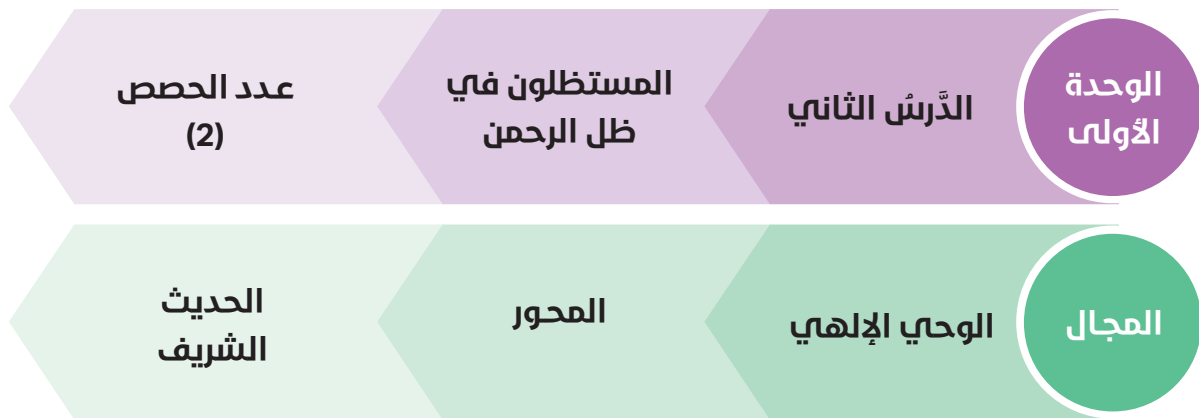 الوحدة
الأولى
الدَّرسُ الثاني
المستظلون في
ظل الرحمن
عدد الحصص
(2)
المجال
الوحي الإلهي
المحور
الحديث
الشريف